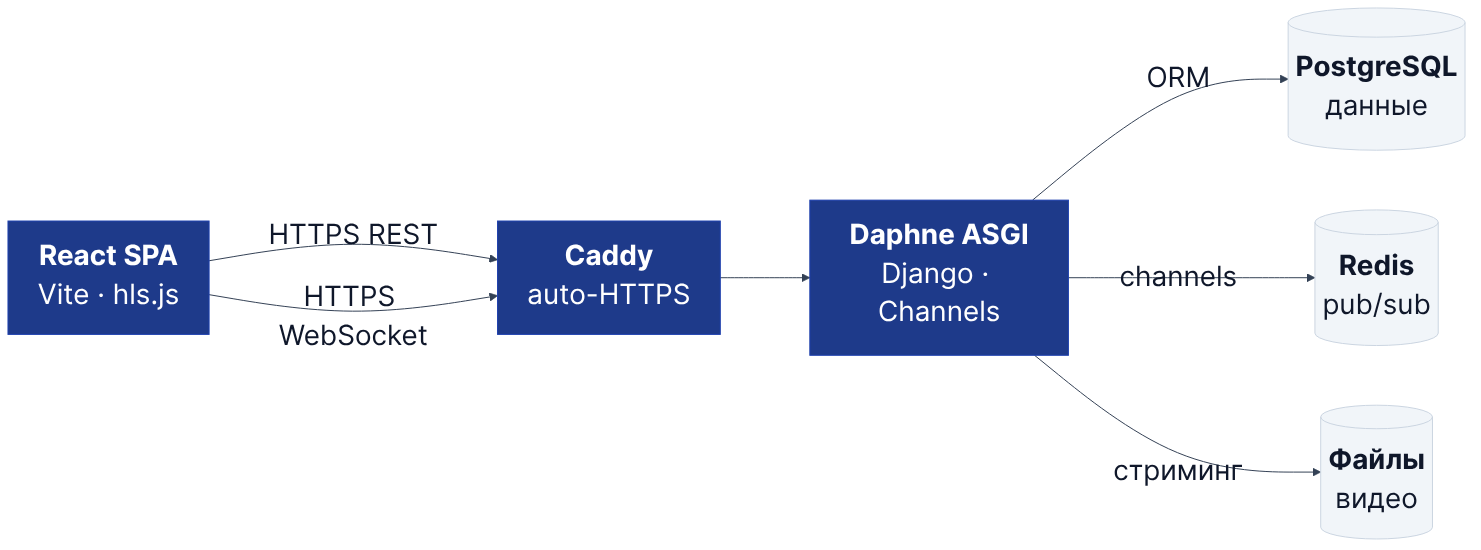 React SPA
Vite · hls.js
HTTPS REST
HTTPS
WebSocket
Caddy
auto-HTTPS
Daphne ASGI
Django ·
Channels
ORM
channels
стриминг
PostgreSQL
данные
Redis
pub/sub
Файлы
видео